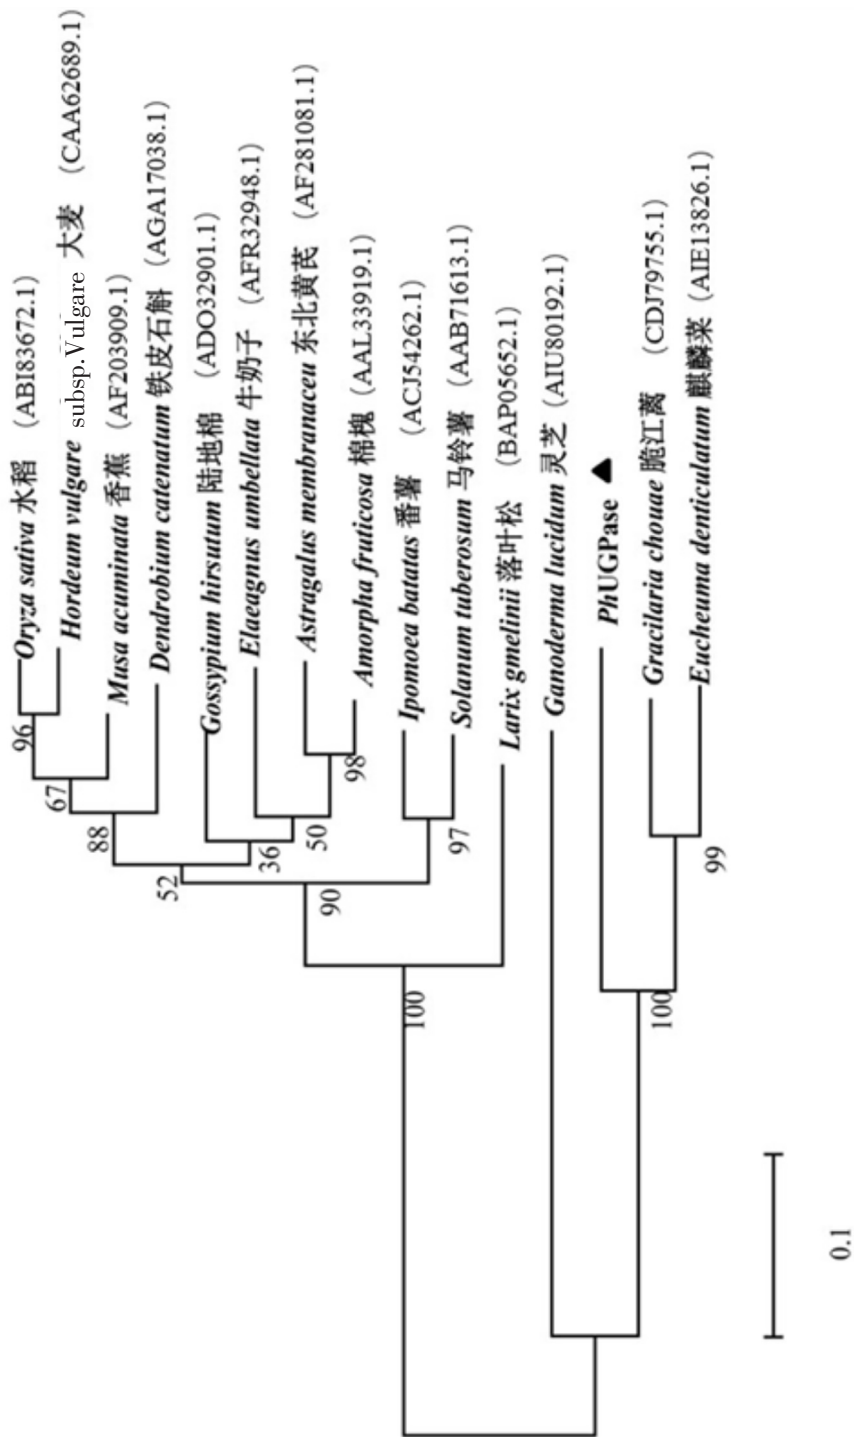 Oryza sativa 水稻 （ABI83672.1）
Hordeum vulgare subsp.Vulgare 大麦 （CAA62689.1）
Musa acuminata 香蕉 （AF203909.1）
Dendrobium catenatum 铁皮石斛 （AGA17038.1）
Gossypium hirsutum 陆地棉 （ADO32901.1）
Elaeagnus umbellata 牛奶子 （AFR32948.1）
Astragalus membranaceu 东北黄芪 （AF281081.1）
Amorpha fruticosa 棉槐 （AAL33919.1）
Ipomoea batatas 番薯 （ACJ54262.1）
Solanum tuberosum 马铃薯 （AAB71613.1）
Larix gmelinii 落叶松 （BAP05652.1）
Ganoderma lucidum 灵芝 （AIU80192.1）
PhUGPase ▲
Gracilaria chouae 脆江蓠 （CDJ79755.1）
Eucheuma denticulatum 麒麟菜 （AIE13826.1）
96
67
88
52
36
50
98
90
97
100
100
99
0.1